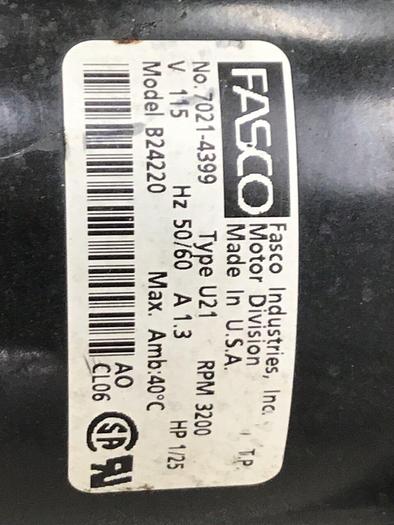 FASCO
Fasco Industries, Inc.
Motor Division
Made In U.S.A.
, T.P.
No. 7021-4399 Type U21 RPM 3200
V 115 Hz 50/60 A 1.3 HP 1/25
Model B24220 Max. Amb:40°C
AO
CL06
SA